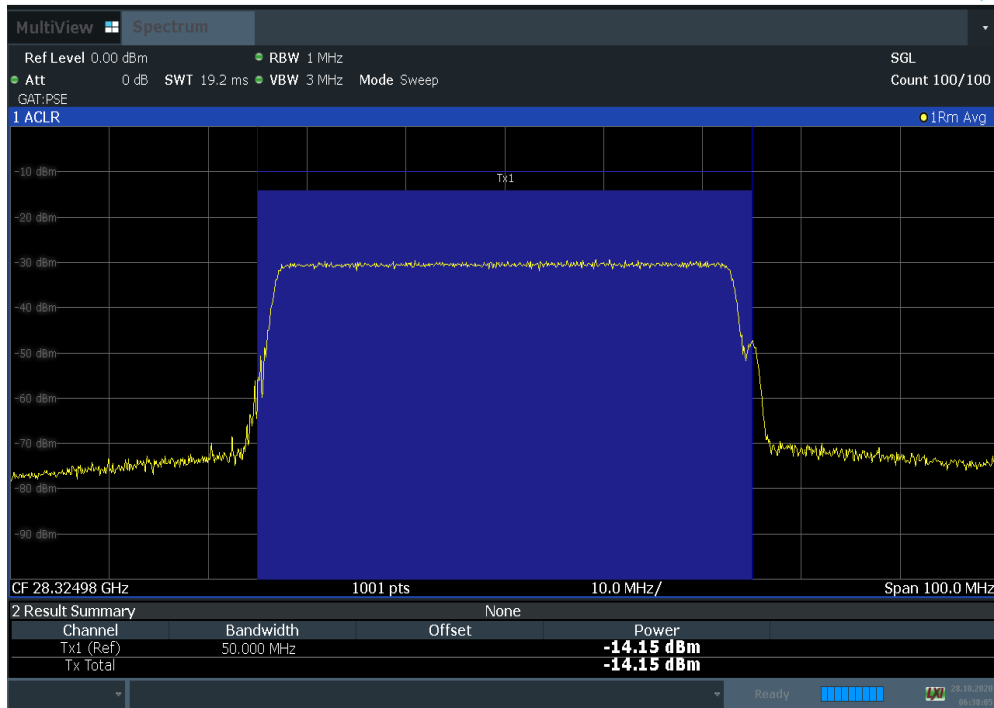 MultiView Spectrum
Ref Level 0.00 dBm RBW 1 MHz SGL
Att 0 dB SWT 19.2 ms VBW 3 MHz Mode Sweep Count 100/100
GAT:PSE
1 ACLR 1Rm Avg
-10 dBm
Tx1
-20 dBm
-30 dBm
-40 dBm
-50 dBm
-60 dBm
-70 dBm
-80 dBm
-90 dBm
CF 28.32498 GHz 1001 pts 10.0 MHz/ Span 100.0 MHz
2 Result Summary None
Channel Bandwidth Offset Power
Tx1 (Ref) 50.000 MHz -14.15 dBm
Tx Total -14.15 dBm
Ready LXI 28.10.2020
06:38:05